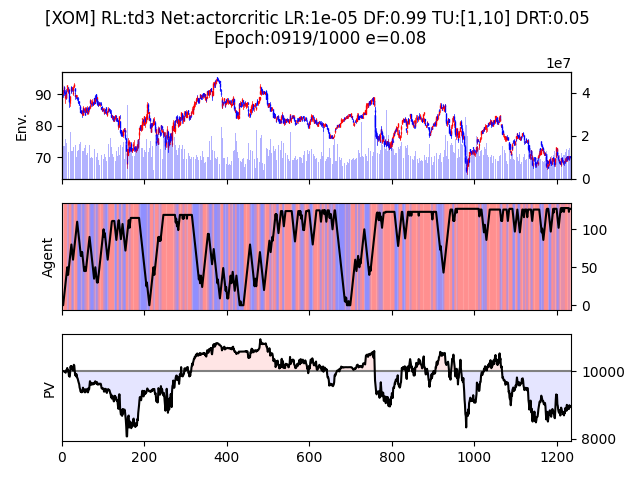 [XOM] RL:td3 Net:actorcritic LR:1e-05 DF:0.99 TU:[1,10] DRT:0.05
Epoch:0919/1000 e=0.08
1e7
Env.
90
80
70
4
2
0
Agent
100
50
0
PV
10000
8000
0 200 400 600 800 1000 1200